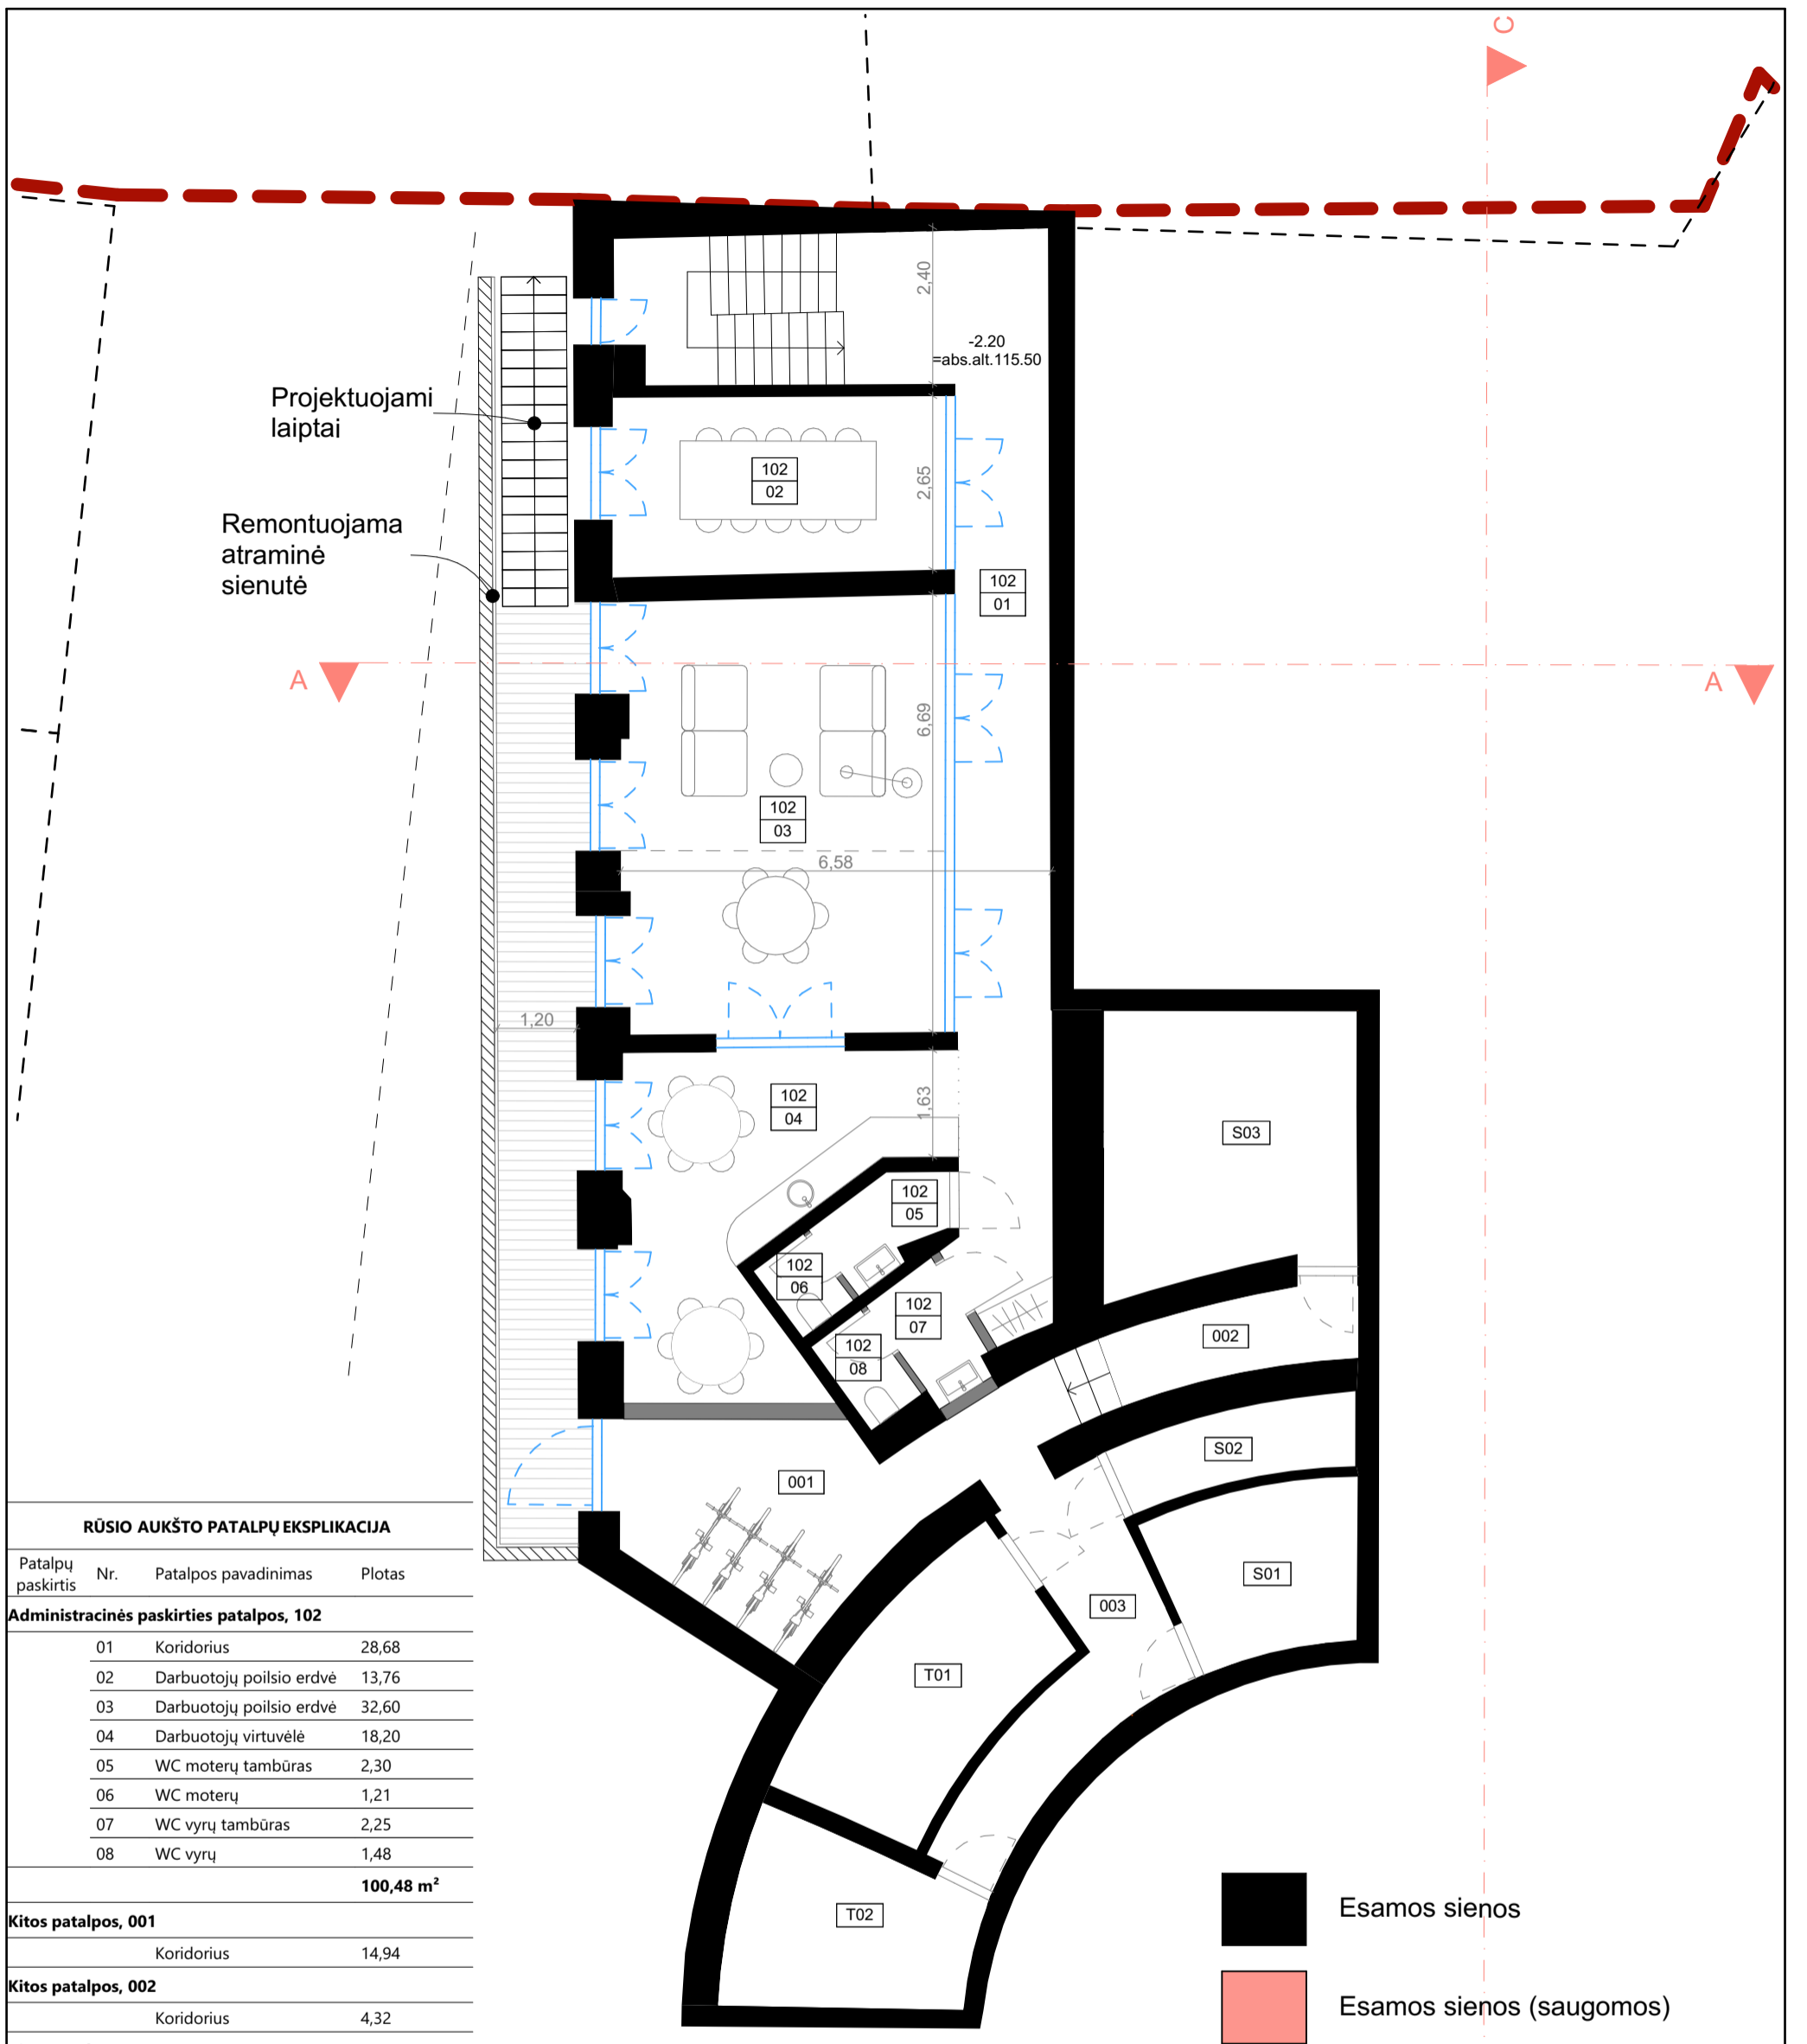 C
2,40
-2.20
=abs.alt.115.50
Projektuojami
laiptai
102
02
2,65
Remontuojama
atraminė
sienutė
102
01
A
A
6,69
102
03
6,58
1,20
102
04
1,63
S03
102
05
102
06
102
07
102
08
002
S02
001
S01
003
T01
T02
RŪSIO AUKŠTO PATALPŲ EKSPLIKACIJA
Patalpų
paskirtis Nr. Patalpos pavadinimas Plotas
Administracinės paskirties patalpos, 102
01 Koridorius 28,68
02 Darbuotojų poilsio erdvė 13,76
03 Darbuotojų poilsio erdvė 32,60
04 Darbuotojų virtuvėlė 18,20
05 WC moterų tambūras 2,30
06 WC moterų 1,21
07 WC vyrų tambūras 2,25
08 WC vyrų 1,48
100,48 m²
Kitos patalpos, 001
Koridorius 14,94
Kitos patalpos, 002
Koridorius 4,32
Esamos sienos
Esamos sienos (saugomos)